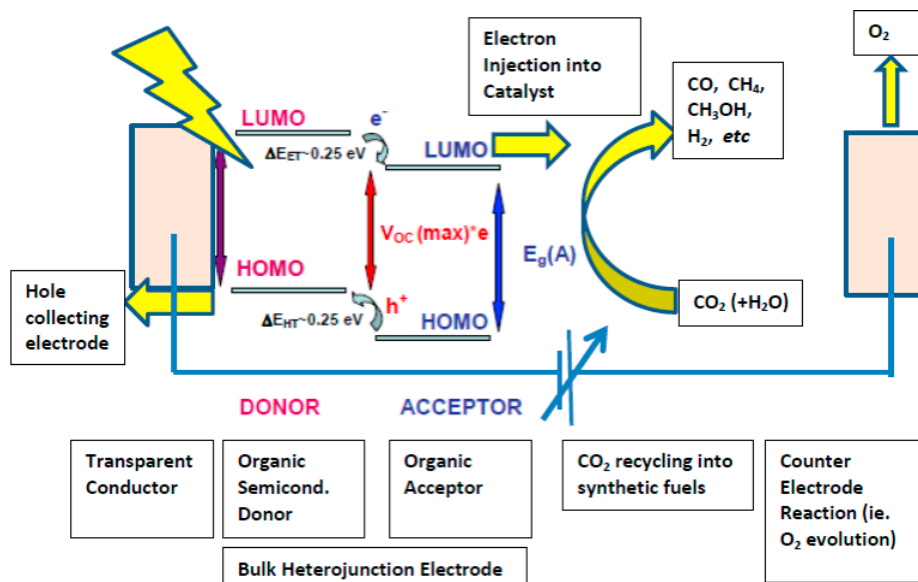 Electron
Injection into
Catalyst
O₂
CO, CH₄,
CH₃OH,
H₂, etc
LUMO
e⁻
ΔE_ET~0.25 eV
LUMO
V_OC (max)*e
E_g(A)
HOMO
h⁺
ΔE_HT~0.25 eV
HOMO
Hole
collecting
electrode
CO₂ (+H₂O)
DONOR
ACCEPTOR
Transparent
Conductor
Organic
Semicond.
Donor
Organic
Acceptor
CO₂ recycling into
synthetic fuels
Counter
Electrode
Reaction (ie.
O₂ evolution)
Bulk Heterojunction Electrode